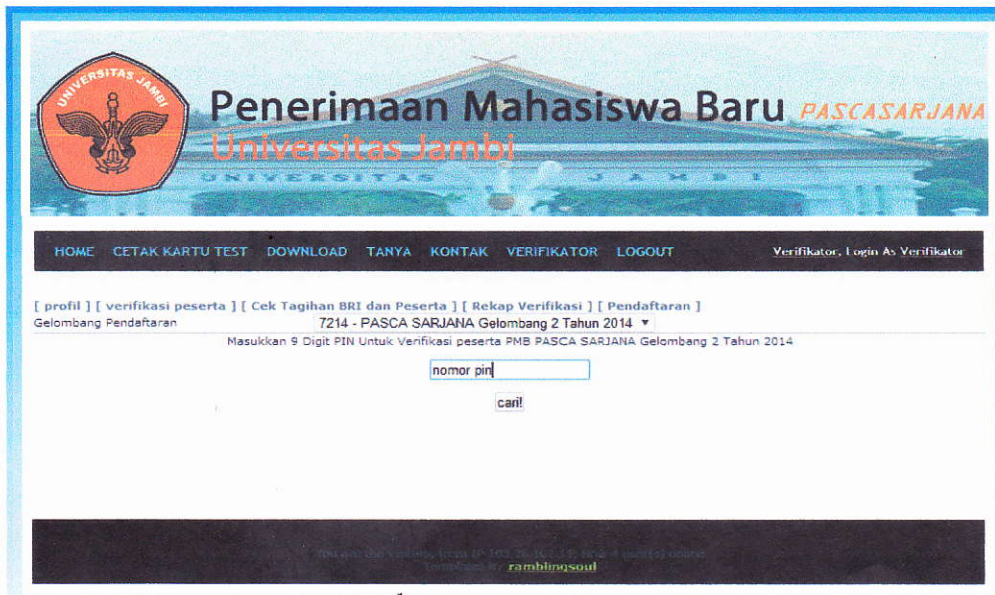 UNIVERSITAS JAMBI
Penerimaan Mahasiswa Baru PASCASARJANA
Universitas Jambi
UNIVERSITAS JAMBI
HOME CETAK KARTU TEST DOWNLOAD TANYA KONTAK VERIFIKATOR LOGOUT Verifikator, Login As Verifikator
[ profil ] [ verifikasi peserta ] [ Cek Tagihan BRI dan Peserta ] [ Rekap Verifikasi ] [ Pendaftaran ]
Gelombang Pendaftaran 7214 - PASCA SARJANA Gelombang 2 Tahun 2014
Masukkan 9 Digit PIN Untuk Verifikasi peserta PMB PASCA SARJANA Gelombang 2 Tahun 2014
nomor pin
cari!
ramblingsoul